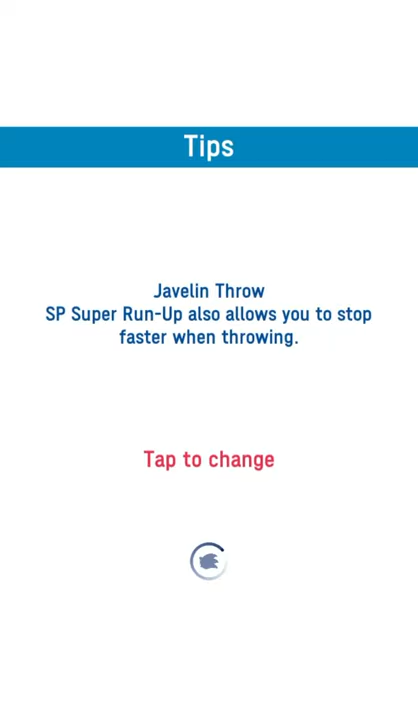 Tips
Javelin Throw
SP Super Run-Up also allows you to stop
faster when throwing.
Tap to change